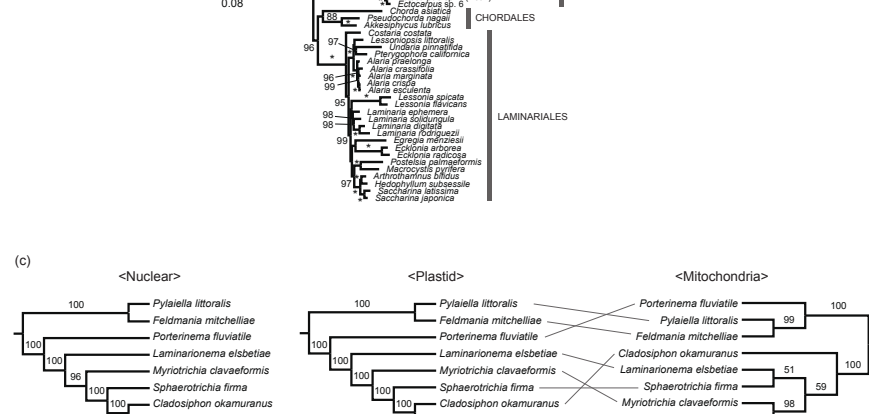 0.08
Ectocarpus sp. 6
Chorda asiatica
88
Pseudochorda nagaii
CHORDALES
Akkesiphycus lubricus
*
96
Costaria costata
Lessoniopsis littoralis
97
Undaria pinnatifida
*
Pterygophora californica
*
Alaria praelonga
Alaria crassifolia
96
Alaria marginata
99
Alaria crispa
Alaria esculenta
*
Lessonia spicata
95
Lessonia flavicans
Laminaria ephemera
98
Laminaria solidungula
LAMINARIALES
98
Laminaria digitata
Laminaria rodriguezii
99
Egregia menziesii
*
Ecklonia arborea
Ecklonia radicosa
Postelsia palmaeformis
Macrocystis pyrifera
Arthrothamnus bifidus
97
Hedophyllum subsessile
Saccharina latissima
Saccharina japonica
(c)
<Nuclear>
100
Pylaiella littoralis
Feldmania mitchelliae
Porterinema fluviatile
100
Laminarionema elsbetiae
100
Myriotrichia clavaeformis
96
Sphaerotrichia firma
100
Cladosiphon okamuranus
100
<Plastid>
100
Pylaiella littoralis
Feldmania mitchelliae
Porterinema fluviatile
100
Laminarionema elsbetiae
100
Myriotrichia clavaeformis
100
Sphaerotrichia firma
100
Cladosiphon okamuranus
100
<Mitochondria>
Porterinema fluviatile
100
Pylaiella littoralis
99
Feldmania mitchelliae
Cladosiphon okamuranus
100
Laminarionema elsbetiae
51
Sphaerotrichia firma
59
Myriotrichia clavaeformis
98